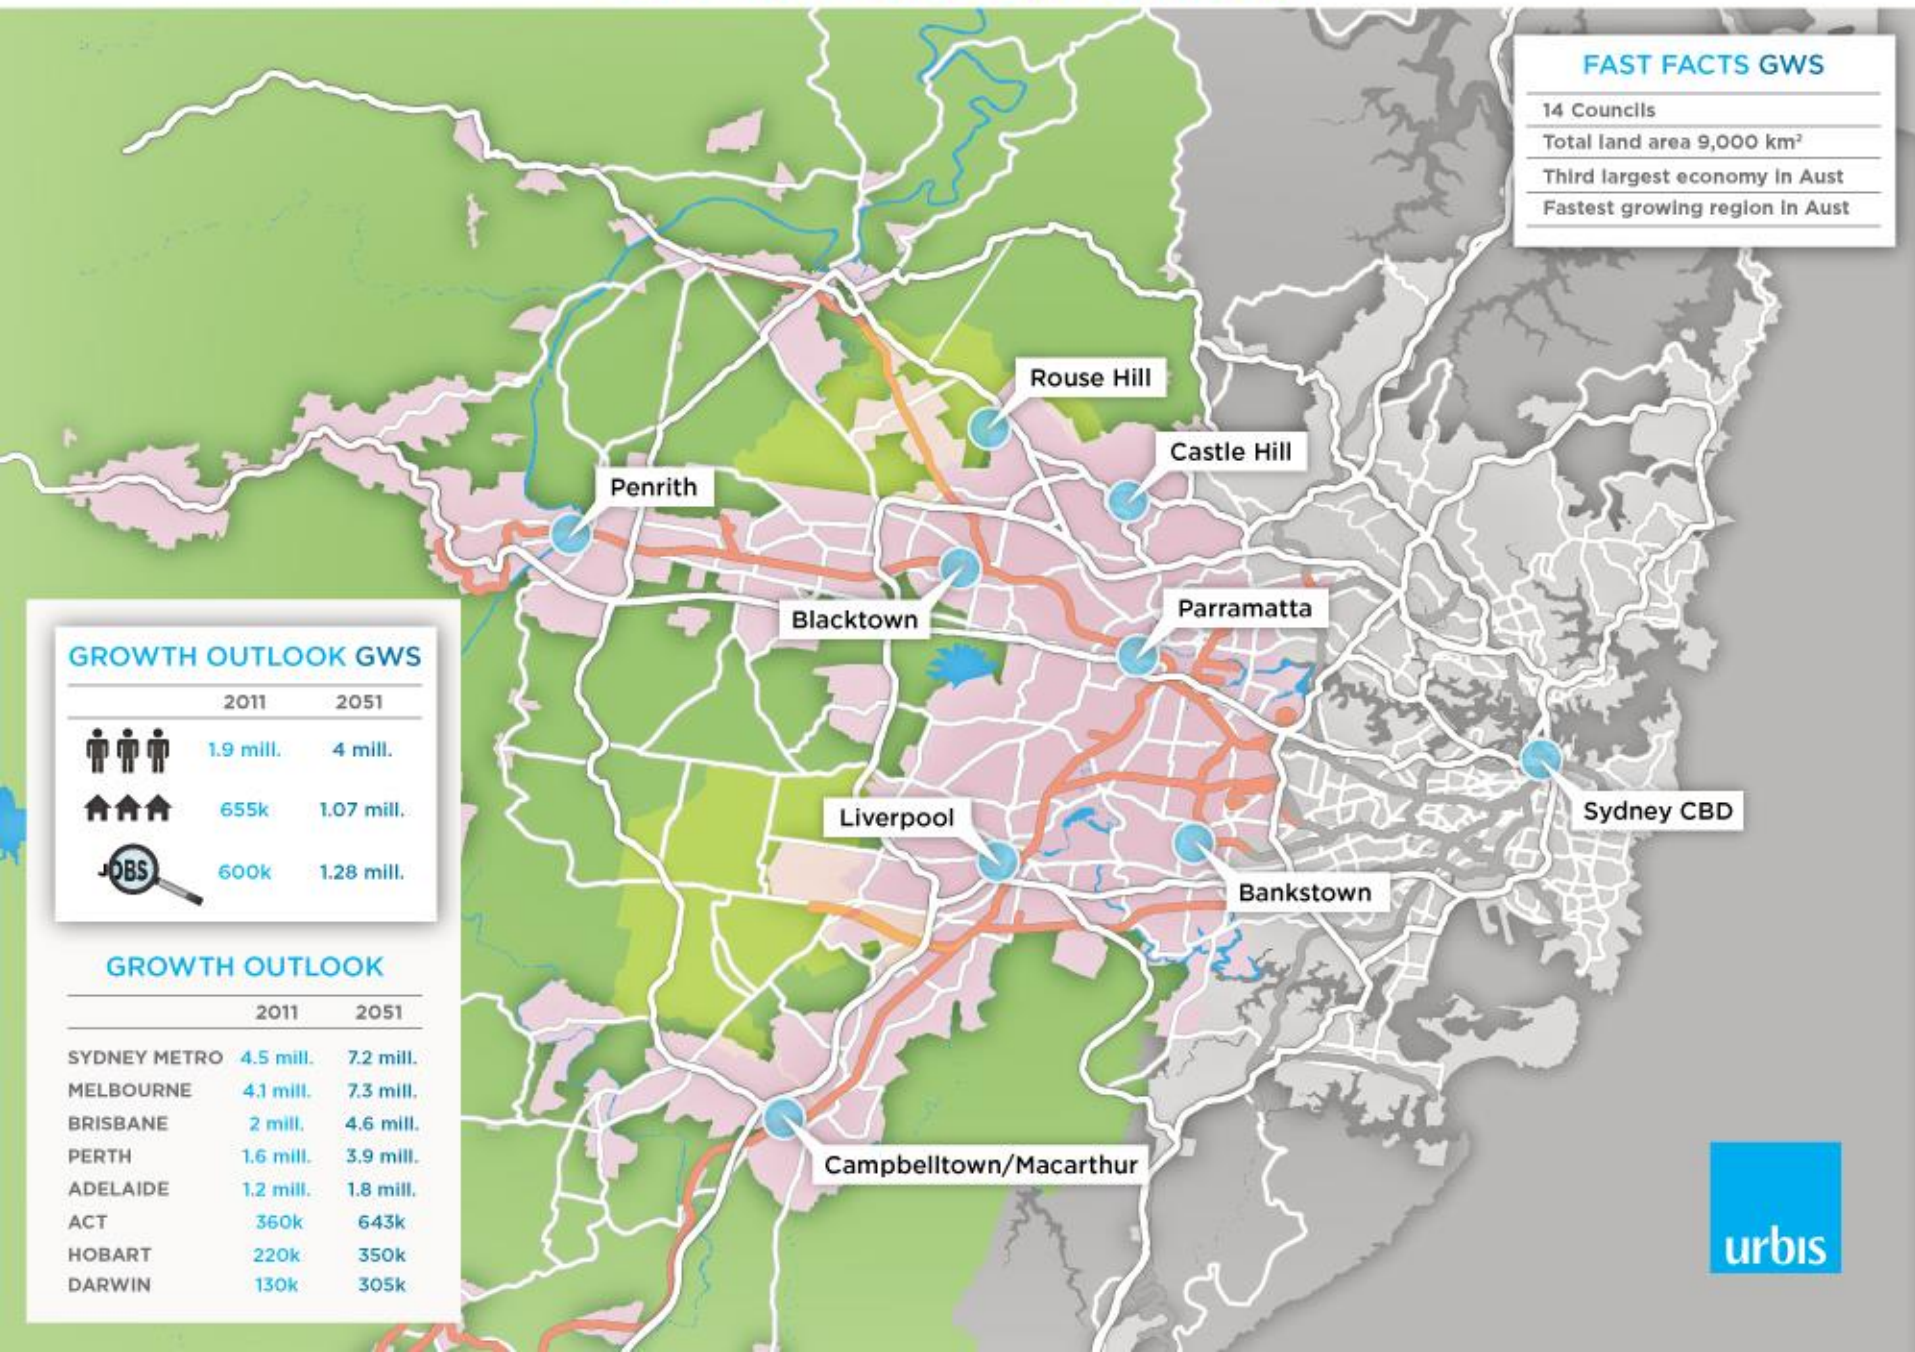 FAST FACTS GWS
14 Councils
Total land area 9,000 km²
Third largest economy in Aust
Fastest growing region in Aust
Rouse Hill
Castle Hill
Penrith
Blacktown
Parramatta
Liverpool
Sydney CBD
Bankstown
Campbelltown/Macarthur
GROWTH OUTLOOK GWS
2011 2051
1.9 mill. 4 mill.
655k 1.07 mill.
JOBS 600k 1.28 mill.
GROWTH OUTLOOK
2011 2051
SYDNEY METRO 4.5 mill. 7.2 mill.
MELBOURNE 4.1 mill. 7.3 mill.
BRISBANE 2 mill. 4.6 mill.
PERTH 1.6 mill. 3.9 mill.
ADELAIDE 1.2 mill. 1.8 mill.
ACT 360k 643k
HOBART 220k 350k
DARWIN 130k 305k
urbis